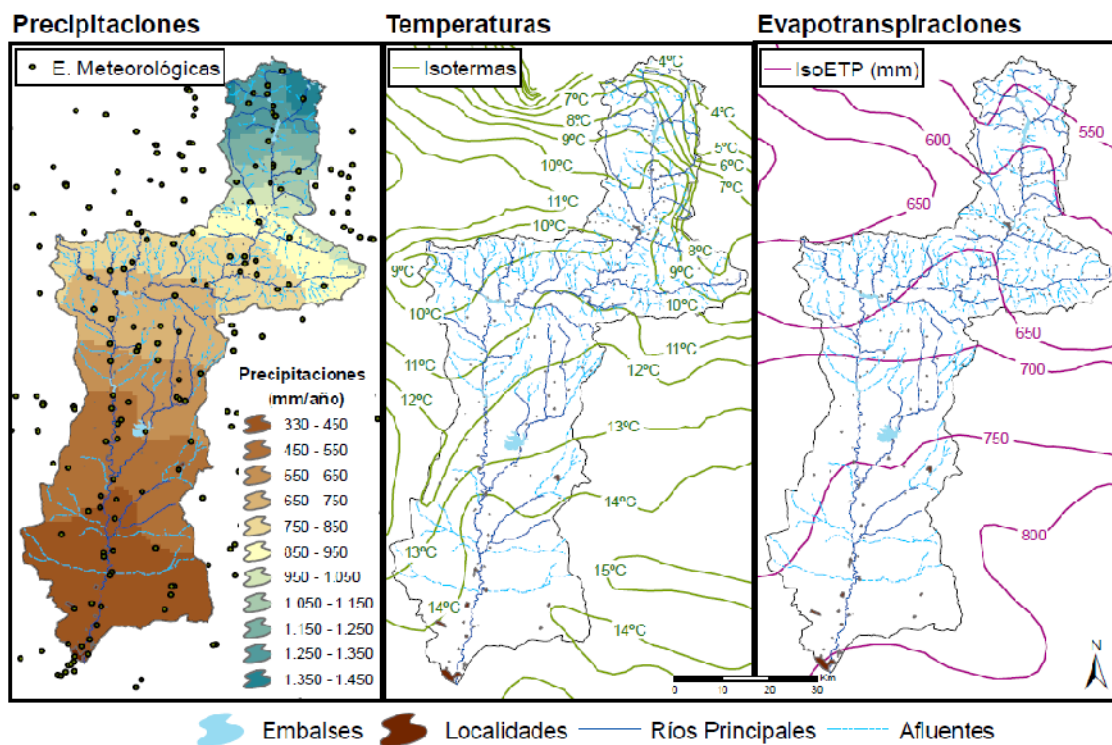 Precipitaciones
E. Meteorológicas
Precipitaciones
(mm/año)
330 - 450
450 - 550
550 - 650
650 - 750
750 - 850
850 - 950
950 - 1.050
1.050 - 1.150
1.150 - 1.250
1.250 - 1.350
1.350 - 1.450
Temperaturas
Isotermas
4ºC
7ºC
8ºC
9ºC
10ºC
11ºC
10ºC
9ºC
10ºC
11ºC
12ºC
13ºC
14ºC
4ºC
5ºC
6ºC
7ºC
8ºC
9ºC
10ºC
11ºC
12ºC
13ºC
14ºC
15ºC
14ºC
0
10
20
30
Km
Evapotranspiraciones
IsoETP (mm)
600
550
650
650
700
750
800
N
Embalses
Localidades
Ríos Principales
Afluentes